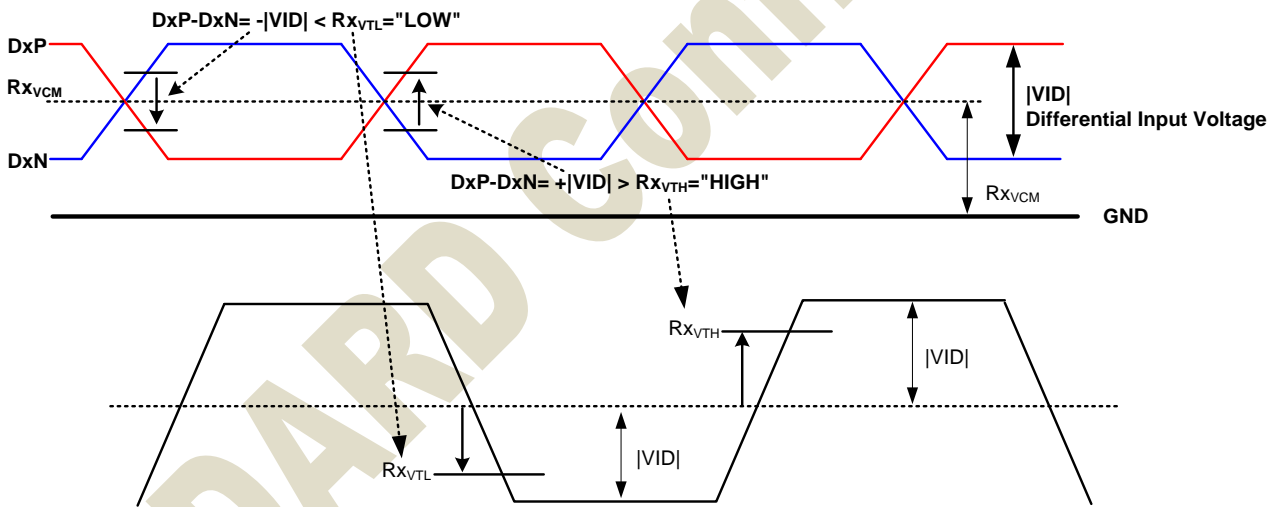 DxP-DxN= -|VID| < RxVTL="LOW"
DxP
RxVCM
DxN
|VID|
Differential Input Voltage
DxP-DxN= +|VID| > RxVTH="HIGH"
RxVCM
GND
RxVTH
|VID|
RxVTL
|VID|
DARD